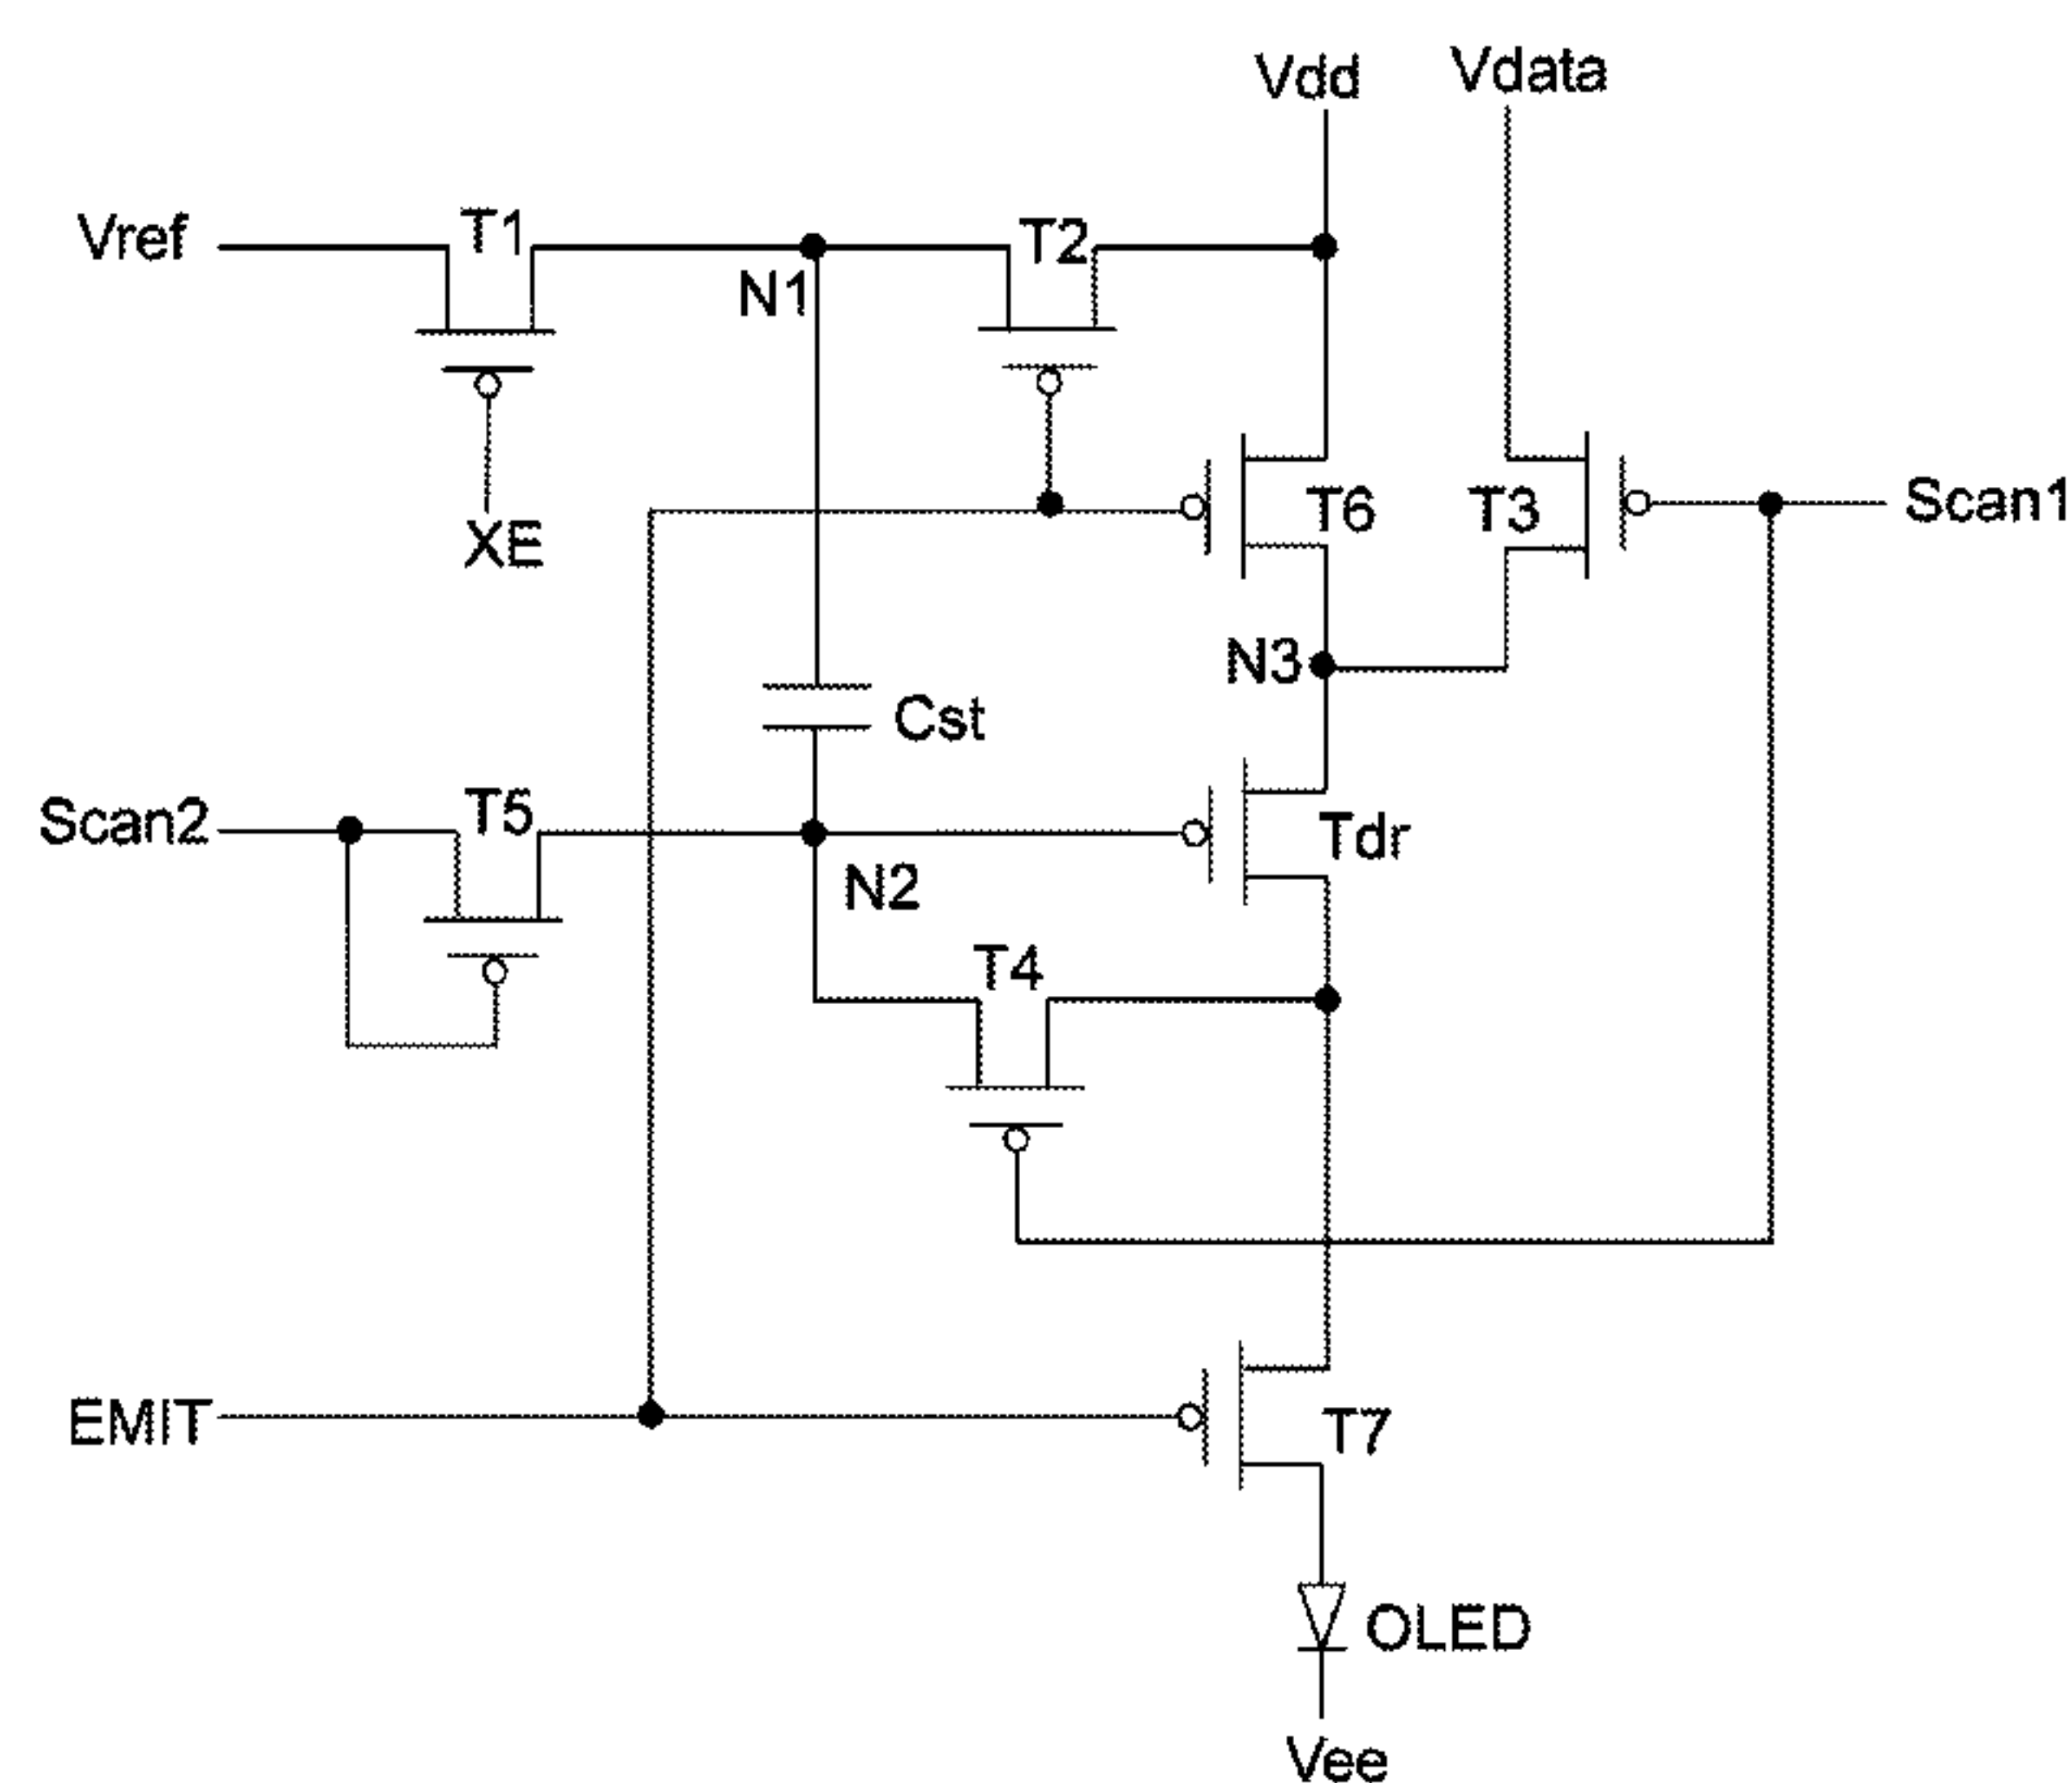 Vdd
Vdata
Vref
T1
T2
N1
XE
T6
T3
Scan1
N3
Cst
Scan2
T5
Tdr
N2
T4
EMIT
T7
OLED
Vee